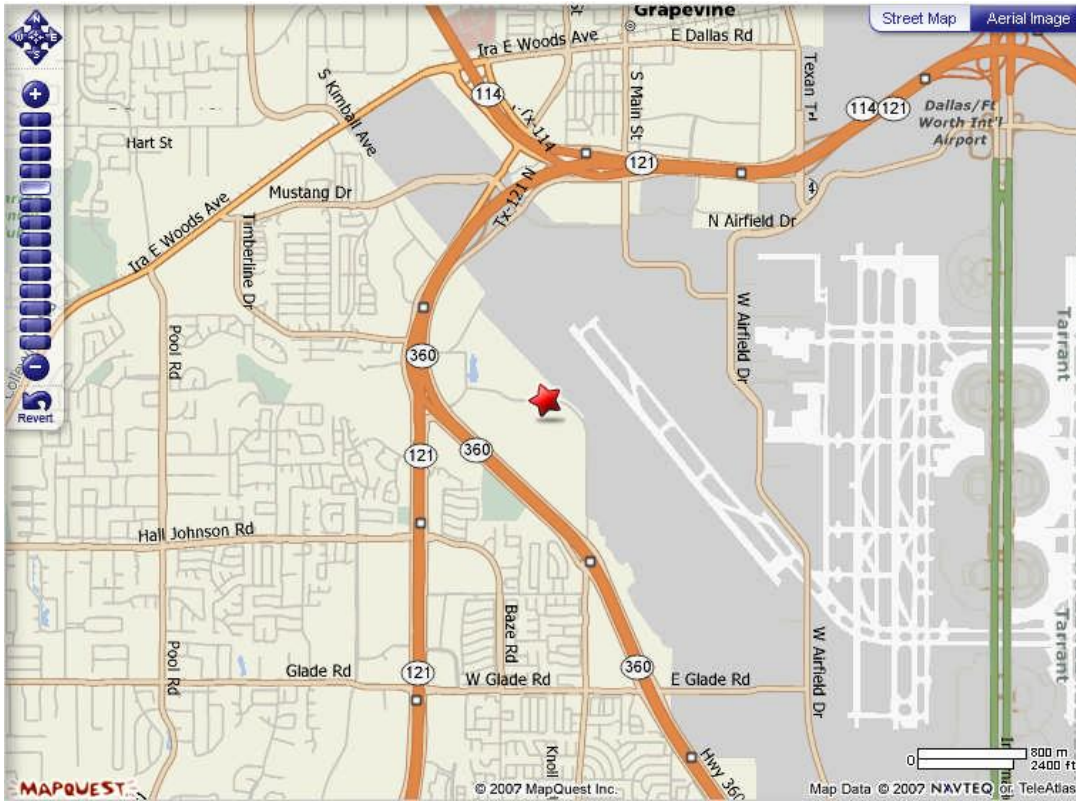 Grapevine
Street Map
Aerial Image
N
W
E
S
Ira E Woods Ave
E Dallas Rd
Texan Trl
S Kimball Ave
114
Tx-114
S Main St
114
121
Dallas/Ft
Worth Int'l
Airport
Hart St
121
Mustang Dr
Tx-121 N
4
N Airfield Dr
Ira E Woods Ave
Timberline Dr
W Airfield Dr
Tarrant
Pool Rd
360
Revert
121
360
Hall Johnson Rd
Baze Rd
Tarrant
Pool Rd
W Airfield Dr
Glade Rd
121
W Glade Rd
360
E Glade Rd
Hwy 360
0
800 m
2400 ft
MAPQUEST
© 2007 MapQuest Inc.
Map Data © 2007 NAVTEQ or TeleAtlas